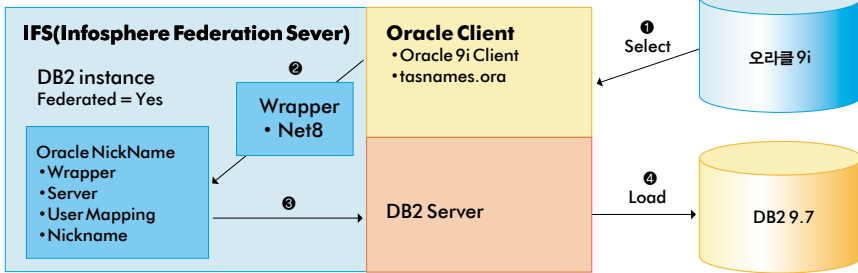 IFS(Infosphere Federation Sever)
DB2 instance
Federated = Yes
❷
Wrapper
• Net8
Oracle NickName
•Wrapper
•Server
•User Mapping
•Nickname
❸
Oracle Client
•Oracle 9i Client
•tasnames.ora
DB2 Server
❶
Select
오라클 9i
❹
Load
DB2 9.7